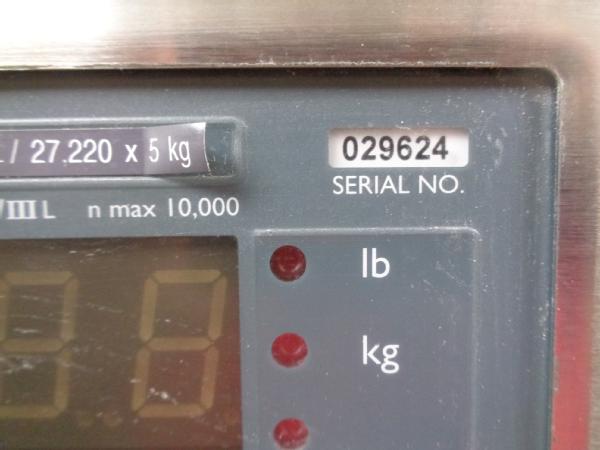 / 27.220 x 5 kg
029624
SERIAL NO.
III L n max 10,000
lb
kg